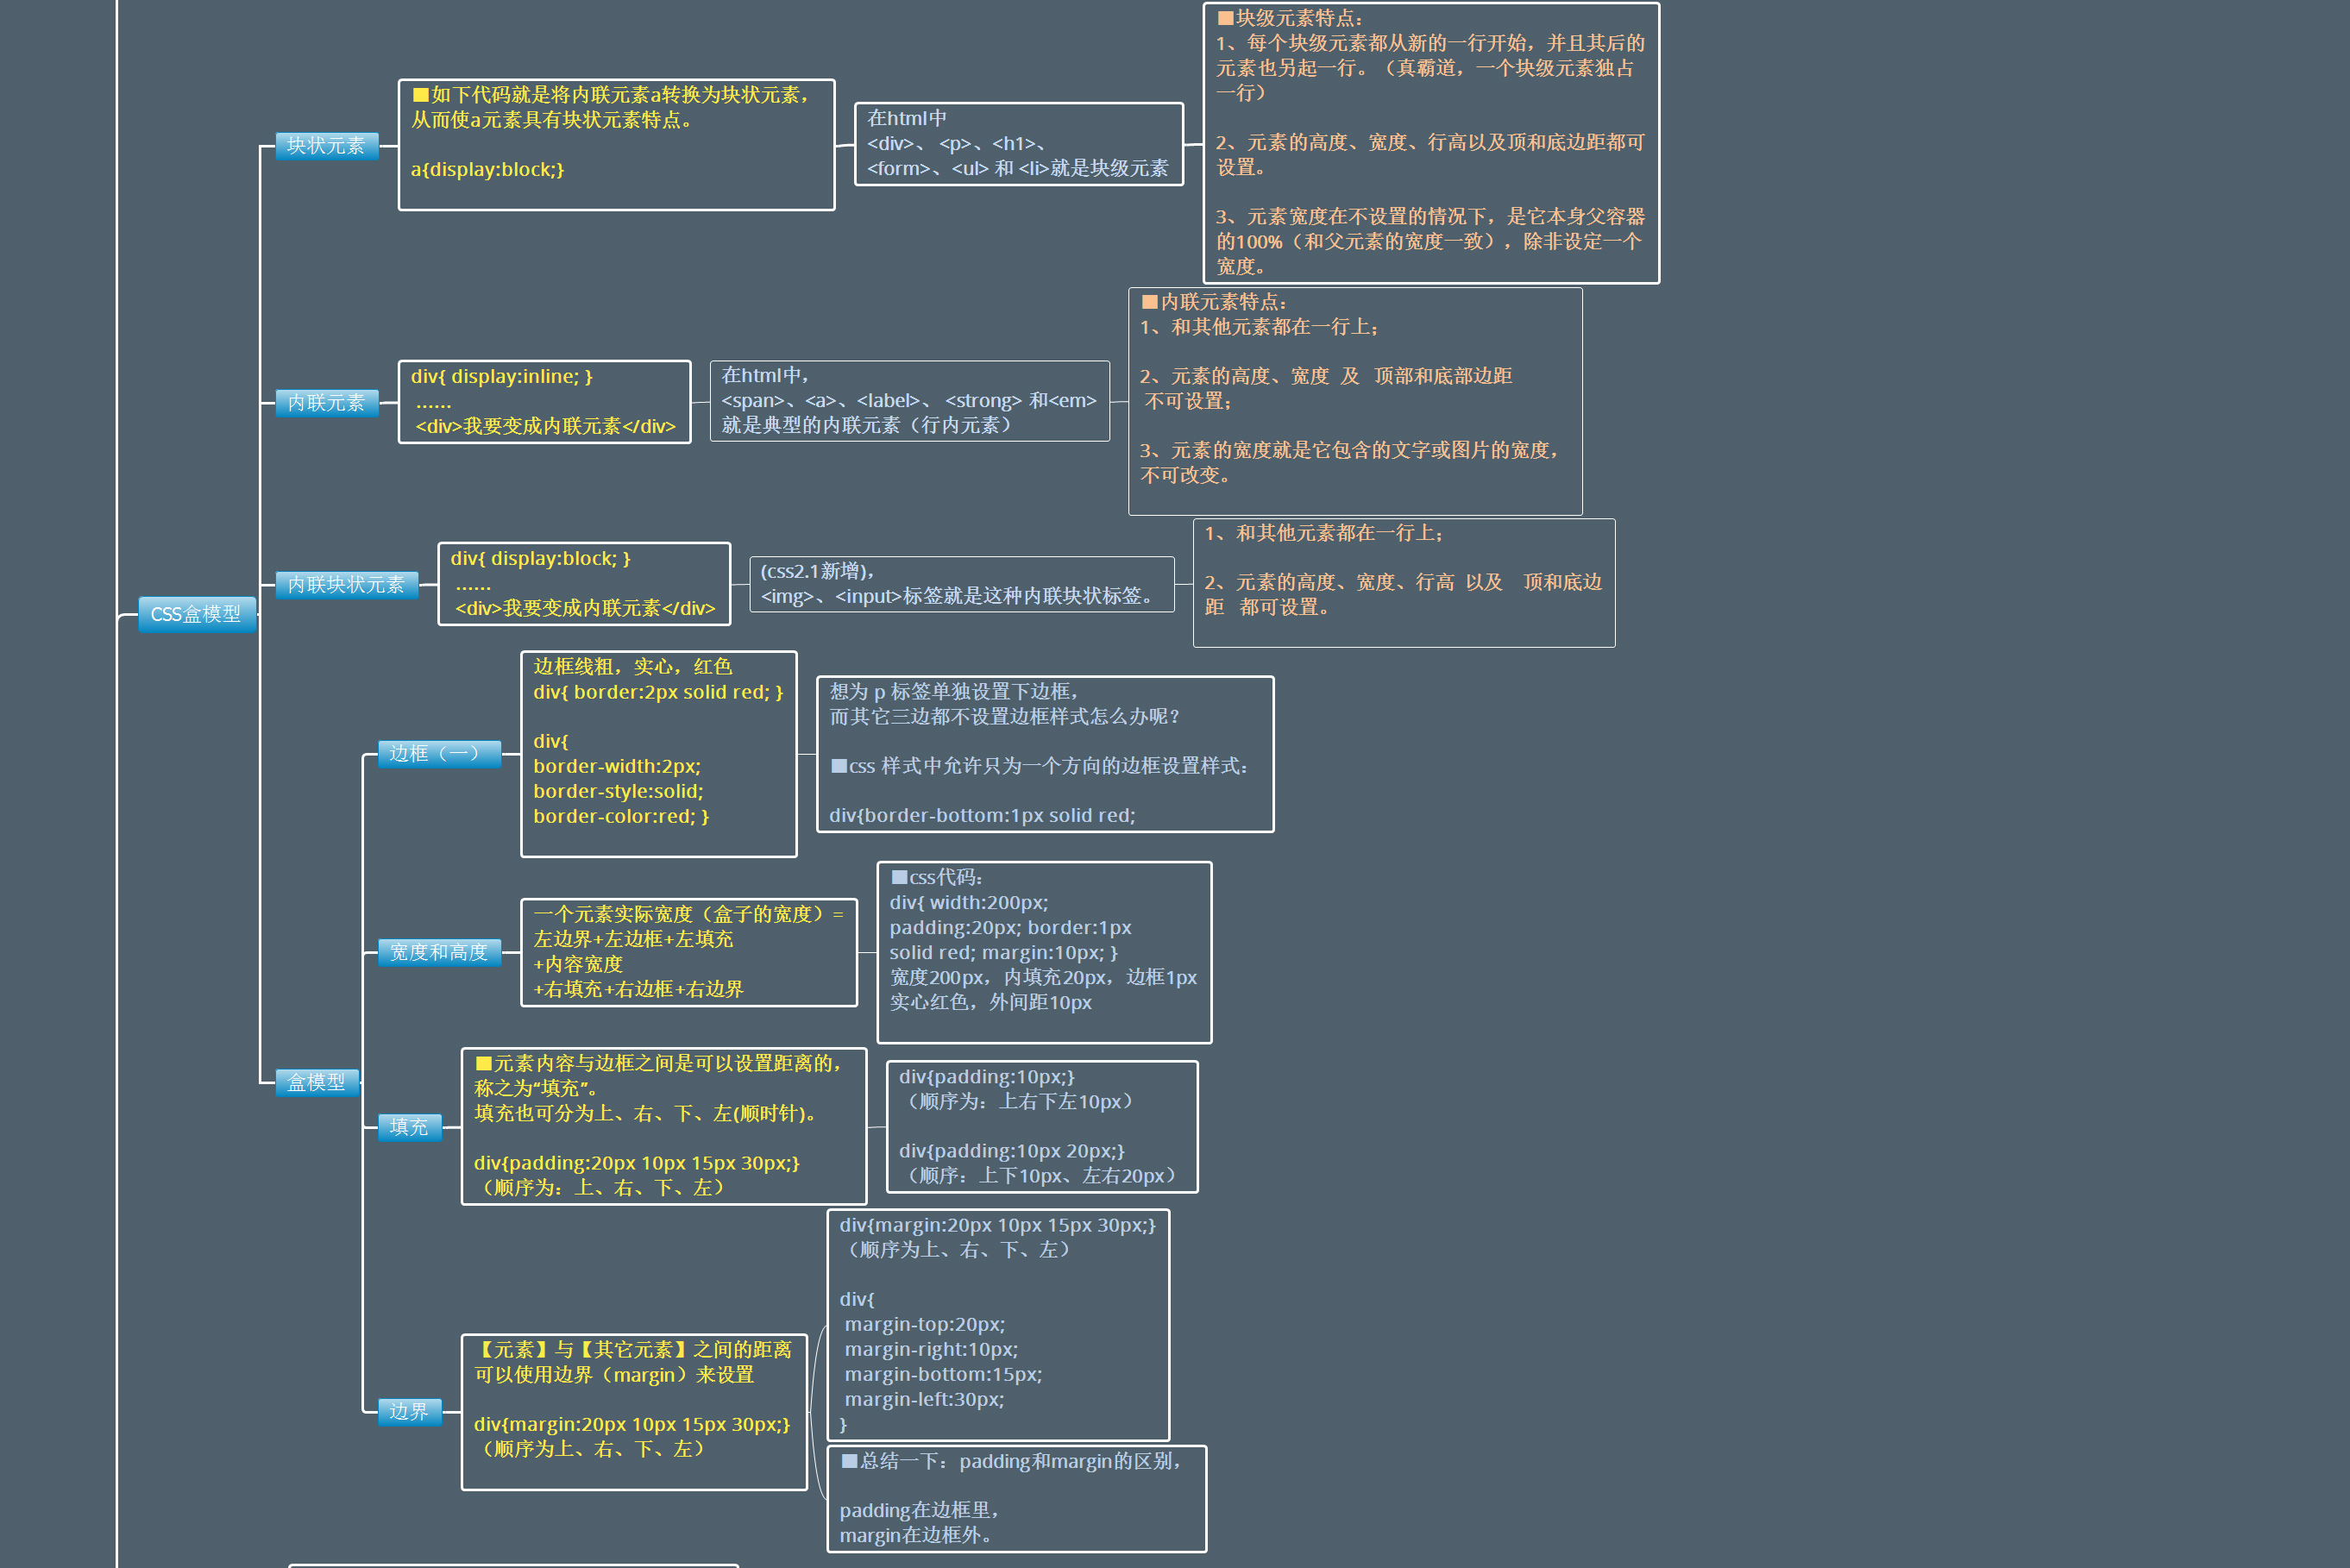 CSS盒模型
块状元素
■如下代码就是将内联元素a转换为块状元素，
从而使a元素具有块状元素特点。
a{display:block;}
在html中
<div>、 <p>、<h1>、
<form>、<ul> 和 <li>就是块级元素
■块级元素特点：
1、每个块级元素都从新的一行开始，并且其后的
元素也另起一行。（真霸道，一个块级元素独占
一行）
2、元素的高度、宽度、行高以及顶和底边距都可
设置。
3、元素宽度在不设置的情况下，是它本身父容器
的100%（和父元素的宽度一致），除非设定一个
宽度。
内联元素
div{ display:inline; }
......
<div>我要变成内联元素</div>
在html中，
<span>、<a>、<label>、 <strong> 和<em>
就是典型的内联元素（行内元素）
■内联元素特点：
1、和其他元素都在一行上；
2、元素的高度、宽度 及 顶部和底部边距
不可设置；
3、元素的宽度就是它包含的文字或图片的宽度，
不可改变。
内联块状元素
div{ display:block; }
......
<div>我要变成内联元素</div>
(css2.1新增)，
<img>、<input>标签就是这种内联块状标签。
1、和其他元素都在一行上；
2、元素的高度、宽度、行高 以及 顶和底边
距 都可设置。
盒模型
边框（一）
边框线粗，实心，红色
div{ border:2px solid red; }
div{
border-width:2px;
border-style:solid;
border-color:red; }
想为 p 标签单独设置下边框，
而其它三边都不设置边框样式怎么办呢？
■css 样式中允许只为一个方向的边框设置样式：
div{border-bottom:1px solid red;
宽度和高度
一个元素实际宽度（盒子的宽度）=
左边界+左边框+左填充
+内容宽度
+右填充+右边框+右边界
■css代码：
div{ width:200px;
padding:20px; border:1px
solid red; margin:10px; }
宽度200px，内填充20px，边框1px
实心红色，外间距10px
填充
■元素内容与边框之间是可以设置距离的，
称之为“填充”。
填充也可分为上、右、下、左(顺时针)。
div{padding:20px 10px 15px 30px;}
（顺序为：上、右、下、左）
div{padding:10px;}
（顺序为：上右下左10px）
div{padding:10px 20px;}
（顺序：上下10px、左右20px）
边界
【元素】与【其它元素】之间的距离
可以使用边界（margin）来设置
div{margin:20px 10px 15px 30px;}
（顺序为上、右、下、左）
div{margin:20px 10px 15px 30px;}
（顺序为上、右、下、左）
div{
margin-top:20px;
margin-right:10px;
margin-bottom:15px;
margin-left:30px;
}
■总结一下：padding和margin的区别，
padding在边框里，
margin在边框外。